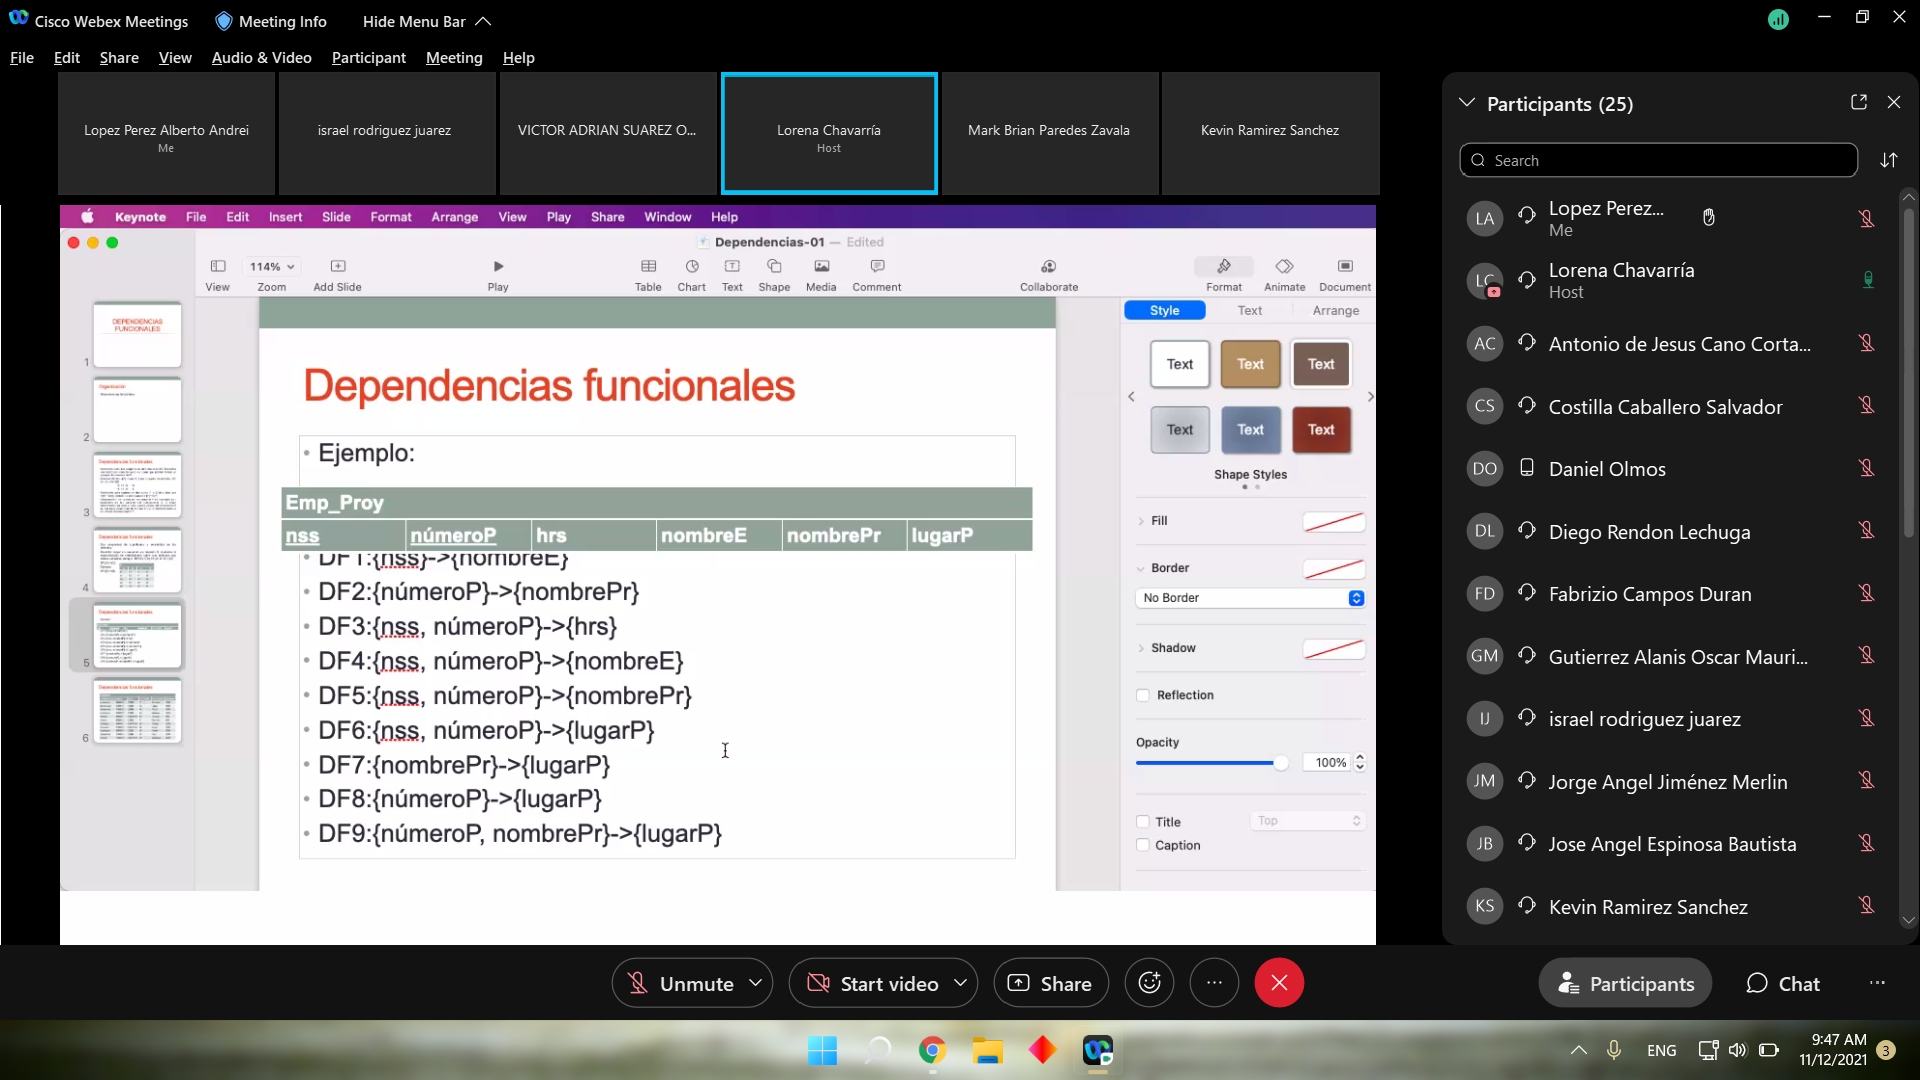 Cisco Webex Meetings Meeting Info Hide Menu Bar
File Edit Share View Audio & Video Participant Meeting Help
Lopez Perez Alberto Andrei
Me
israel rodriguez juarez
VICTOR ADRIAN SUAREZ O...
Lorena Chavarría
Host
Mark Brian Paredes Zavala
Kevin Ramirez Sanchez
Keynote File Edit Insert Slide Format Arrange View Play Share Window Help
Dependencias-01 — Edited
114%
View Zoom Add Slide Play Table Chart Text Shape Media Comment Collaborate Format Animate Document
DEPENDENCIAS
FUNCIONALES
1
2
3
4
5
6
Dependencias funcionales
• Ejemplo:
Emp_Proy
nss númeroP hrs nombreE nombrePr lugarP
• DF1:{nss}->{nombreE}
• DF2:{númeroP}->{nombrePr}
• DF3:{nss, númeroP}->{hrs}
• DF4:{nss, númeroP}->{nombreE}
• DF5:{nss, númeroP}->{nombrePr}
• DF6:{nss, númeroP}->{lugarP}
• DF7:{nombrePr}->{lugarP}
• DF8:{númeroP}->{lugarP}
• DF9:{númeroP, nombrePr}->{lugarP}
Style Text Arrange
Text Text Text
Text Text Text
Shape Styles
Fill
Border
No Border
Shadow
Reflection
Opacity
100%
Title Top
Caption
Participants (25)
Search
LA Lopez Perez...
Me
LC Lorena Chavarría
Host
AC Antonio de Jesus Cano Corta...
CS Costilla Caballero Salvador
DO Daniel Olmos
DL Diego Rendon Lechuga
FD Fabrizio Campos Duran
GM Gutierrez Alanis Oscar Mauri...
IJ israel rodriguez juarez
JM Jorge Angel Jiménez Merlin
JB Jose Angel Espinosa Bautista
KS Kevin Ramirez Sanchez
Unmute Start video Share Participants Chat
ENG
9:47 AM
11/12/2021
3